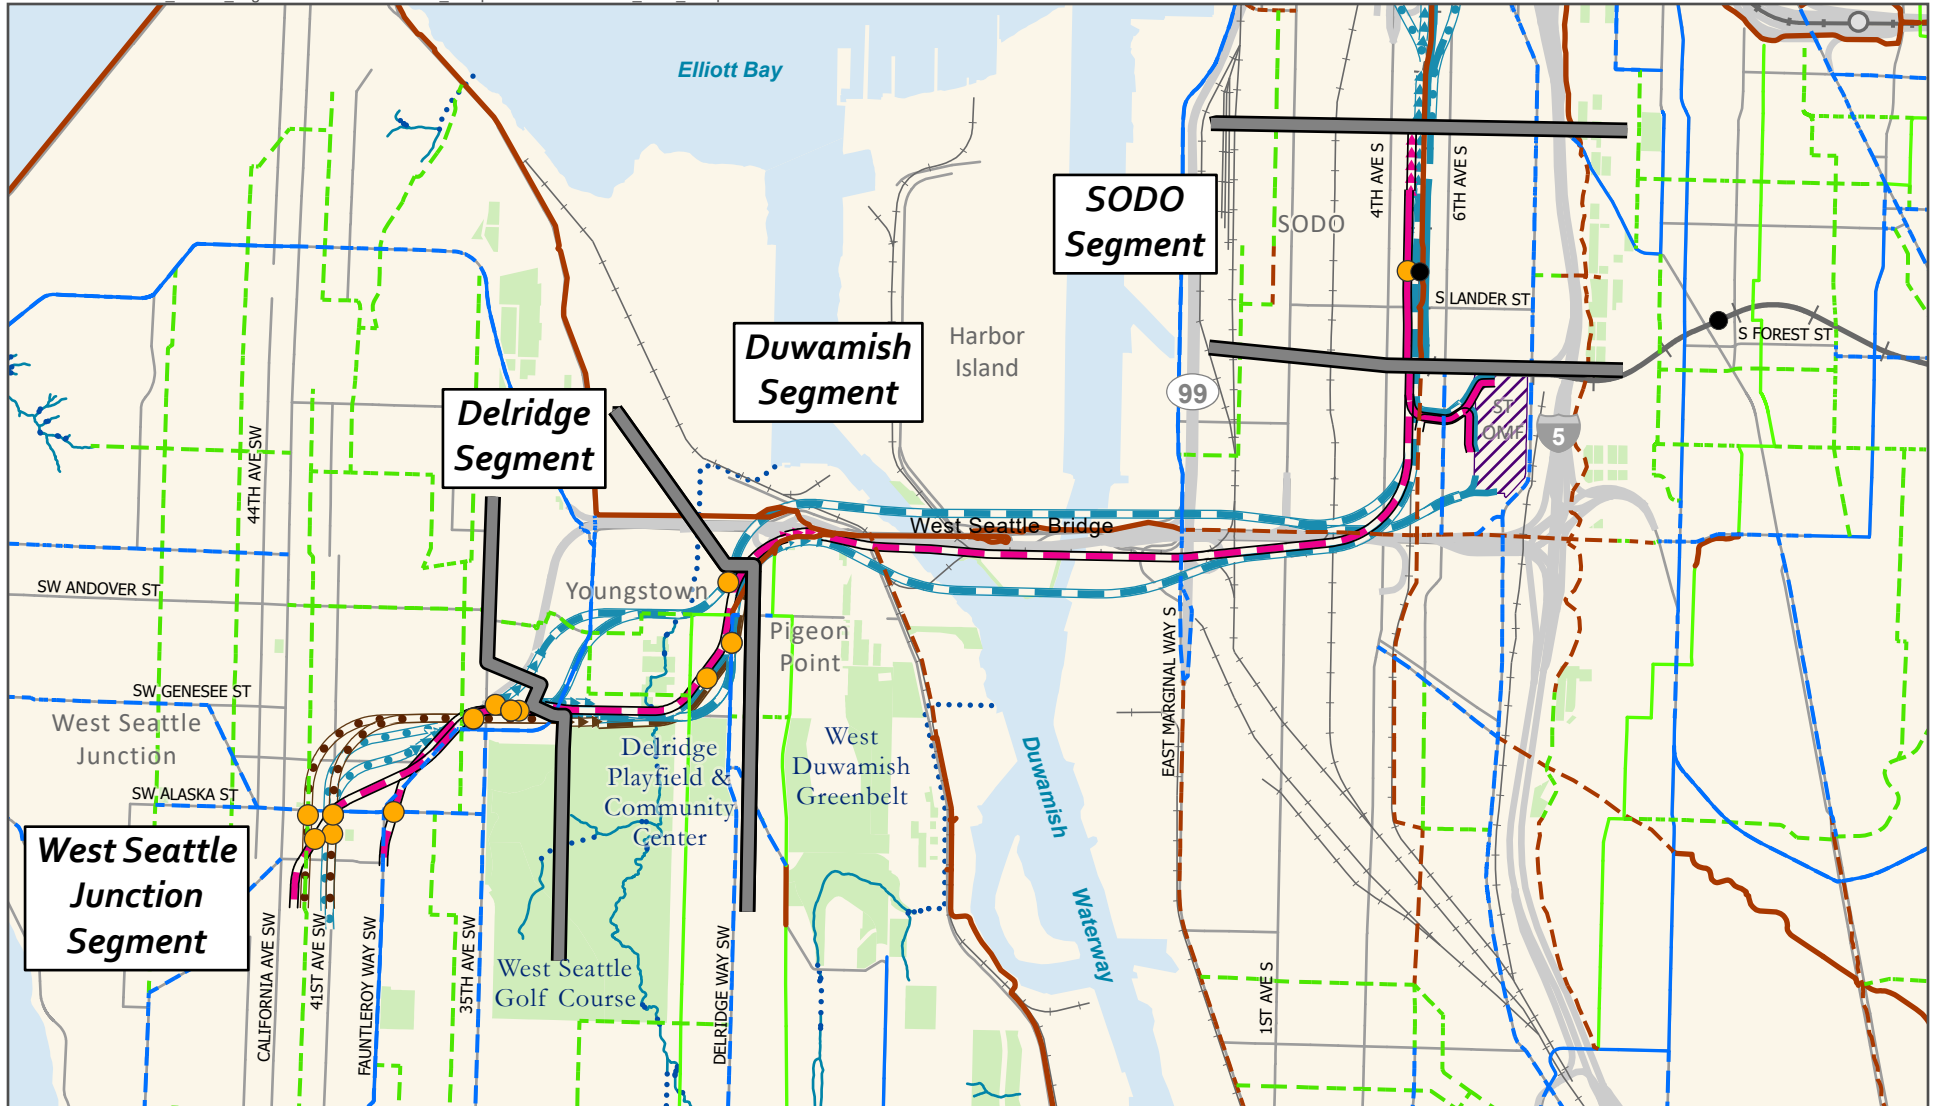 Elliott Bay
SODO
Segment
4TH AVE S
6TH AVE S
SODO
S LANDER ST
S FOREST ST
Harbor
Island
Duwamish
Segment
99
Delridge
Segment
ST
OMF
5
44TH AVE SW
West Seattle Bridge
SW ANDOVER ST
Youngstown
Pigeon
Point
EAST MARGINAL WAY S
SW GENESEE ST
West Seattle
Junction
Delridge
Playfield &
Community
Center
West
Duwamish
Greenbelt
Duwamish
Waterway
SW ALASKA ST
West Seattle
Junction
Segment
CALIFORNIA AVE SW
41ST AVE SW
FAUNTLEROY WAY SW
35TH AVE SW
West Seattle
Golf Course
DELRIDGE WAY SW
1ST AVE S